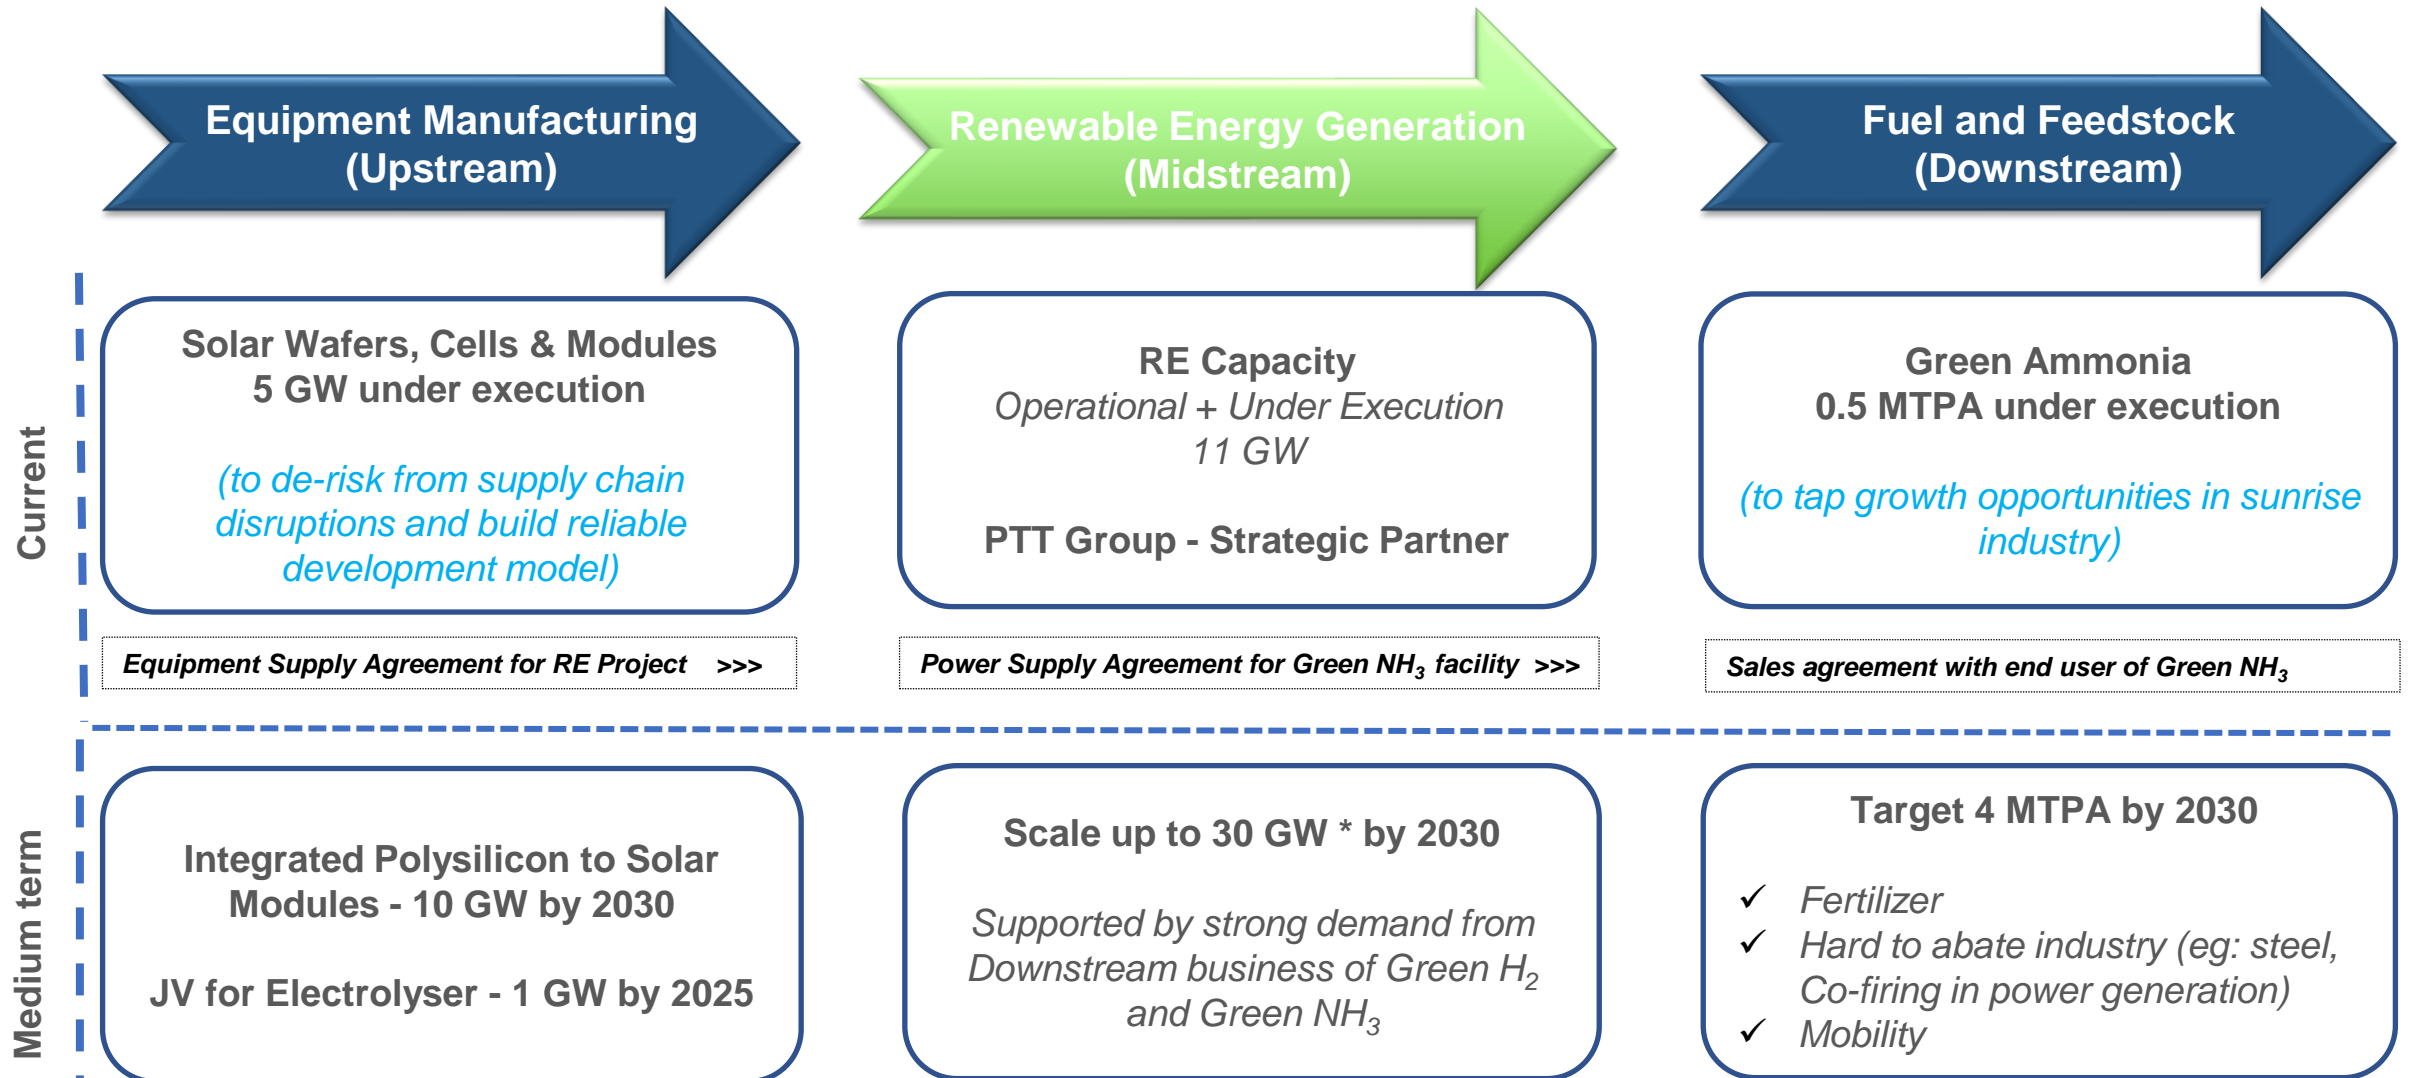 Equipment Manufacturing
(Upstream)
Renewable Energy Generation
(Midstream)
Fuel and Feedstock
(Downstream)
Current
Solar Wafers, Cells & Modules
5 GW under execution
(to de-risk from supply chain
disruptions and build reliable
development model)
RE Capacity
Operational + Under Execution
11 GW
PTT Group - Strategic Partner
Green Ammonia
0.5 MTPA under execution
(to tap growth opportunities in sunrise
industry)
Equipment Supply Agreement for RE Project >>>
Power Supply Agreement for Green NH₃ facility >>>
Sales agreement with end user of Green NH₃
Medium term
Integrated Polysilicon to Solar
Modules - 10 GW by 2030
JV for Electrolyser - 1 GW by 2025
Scale up to 30 GW * by 2030
Supported by strong demand from
Downstream business of Green H₂
and Green NH₃
Target 4 MTPA by 2030
✓ Fertilizer
✓ Hard to abate industry (eg: steel,
Co-firing in power generation)
✓ Mobility